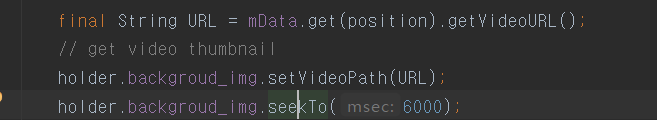 final String URL = mData.get(position).getVideoURL();
// get video thumbnail
holder.backgroud_img.setVideoPath(URL);
holder.backgroud_img.seekTo( msec: 6000);